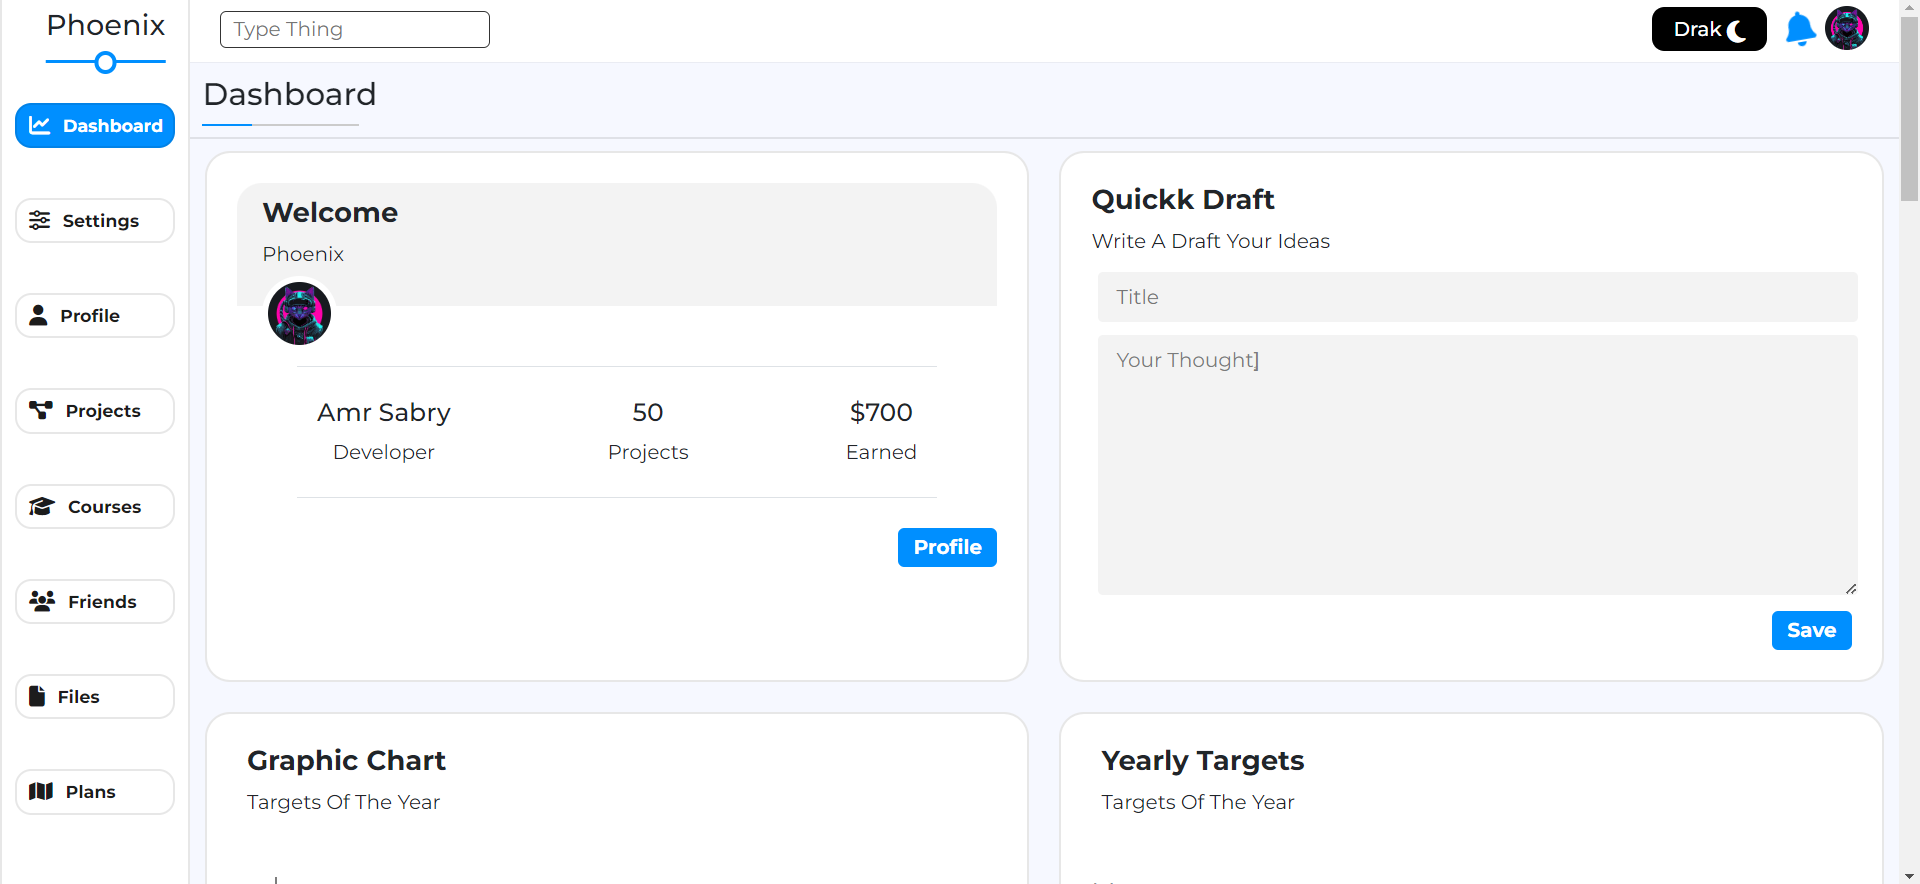 Phoenix
Type Thing
Drak
Dashboard
Dashboard
Settings
Profile
Projects
Courses
Friends
Files
Plans
Welcome
Phoenix
Amr Sabry
Developer
50
Projects
$700
Earned
Profile
Quickk Draft
Write A Draft Your Ideas
Title
Your Thought]
Save
Graphic Chart
Targets Of The Year
Yearly Targets
Targets Of The Year